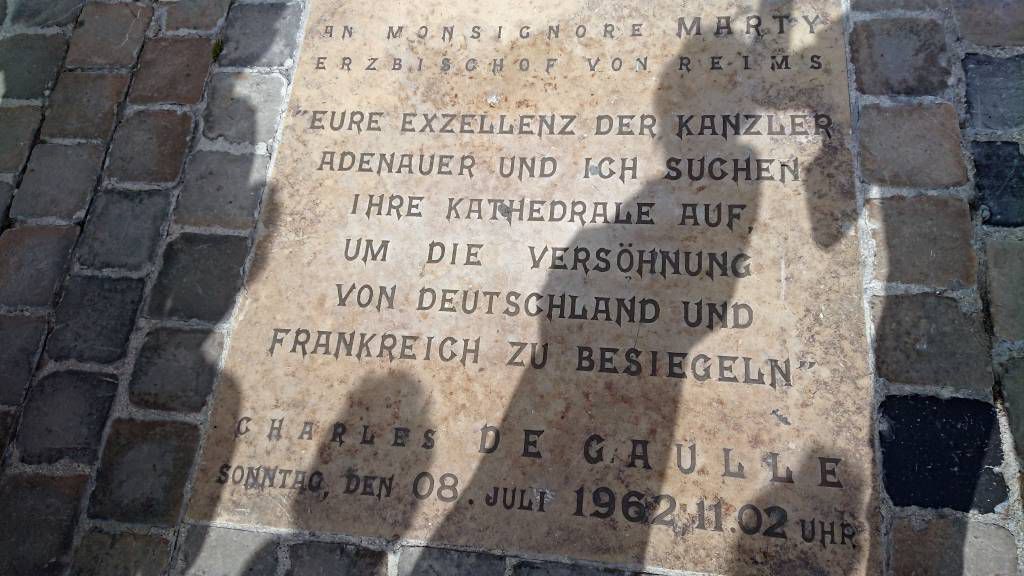 AN MONSIGNORE MARTY
ERZBISCHOF VON REIMS
"EURE EXZELLENZ DER KANZLER
ADENAUER UND ICH SUCHEN
IHRE KATHEDRALE AUF,
UM DIE VERSÖHNUNG
VON DEUTSCHLAND UND
FRANKREICH ZU BESIEGELN"
CHARLES DE GAULLE
SONNTAG, DEN 08. JULI 1962, 11.02 UHR